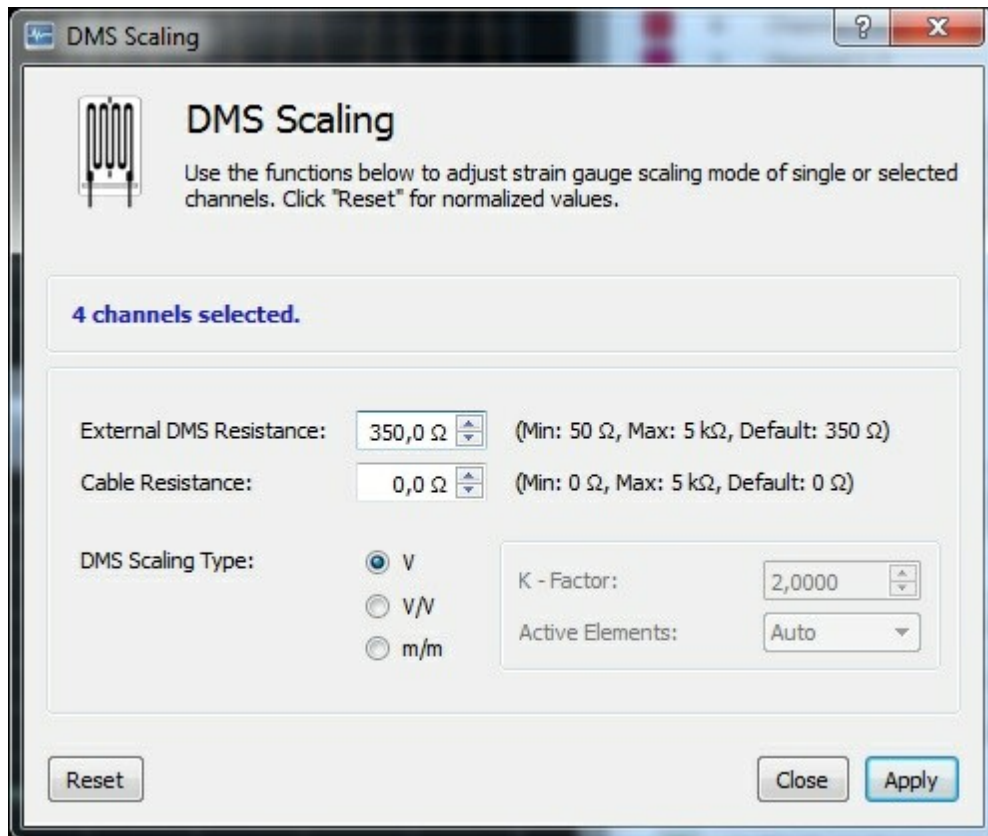 DMS Scaling
?
X
DMS Scaling
Use the functions below to adjust strain gauge scaling mode of single or selected
channels. Click "Reset" for normalized values.
4 channels selected.
External DMS Resistance: 350,0 Ω (Min: 50 Ω, Max: 5 kΩ, Default: 350 Ω)
Cable Resistance: 0,0 Ω (Min: 0 Ω, Max: 5 kΩ, Default: 0 Ω)
DMS Scaling Type: V
V/V
m/m
K - Factor: 2,0000
Active Elements: Auto
Reset Close Apply